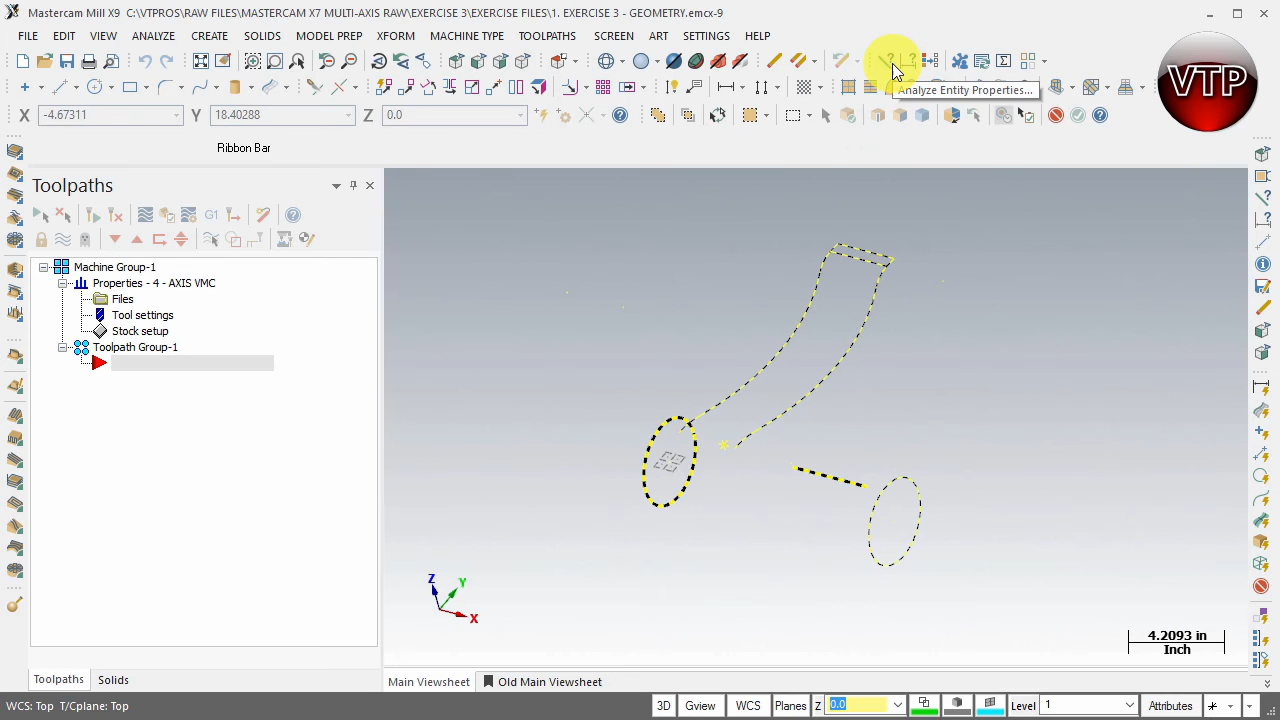 Mastercam Mill X9 C:\VTPROS\RAW FILES\MASTERCAM X7 MULTI-AXIS RAW\EXERCISE 3\EXERCISE FILES\1. EXERCISE 3 - GEOMETRY.emcx-9
FILE EDIT VIEW ANALYZE CREATE SOLIDS MODEL PREP XFORM MACHINE TYPE TOOLPATHS SCREEN ART SETTINGS HELP
Analyze Entity Properties...
VTP
X -4.67311 Y 18.40288 Z 0.0
Ribbon Bar
Toolpaths
G1
Machine Group-1
Properties - 4 - AXIS VMC
Files
Tool settings
Stock setup
Toolpath Group-1
Z
Y
X
4.2093 in
Inch
Toolpaths Solids
Main Viewsheet Old Main Viewsheet
WCS: Top T/Cplane: Top 3D Gview WCS Planes Z 0.0 Level 1 Attributes